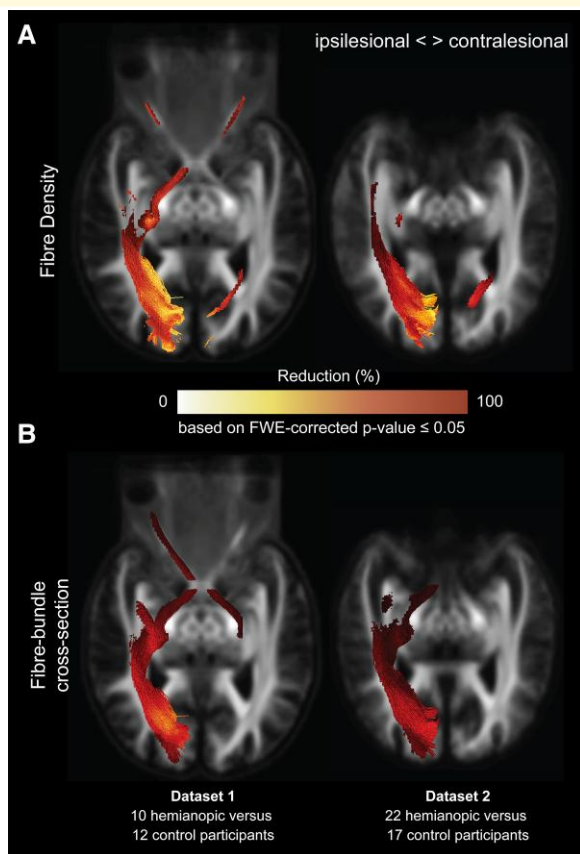 A
ipsilesional < > contralesional
Fibre Density
Reduction (%)
0
100
based on FWE-corrected p-value ≤ 0.05
B
Fibre-bundle
cross-section
Dataset 1
10 hemianopic versus
12 control participants
Dataset 2
22 hemianopic versus
17 control participants